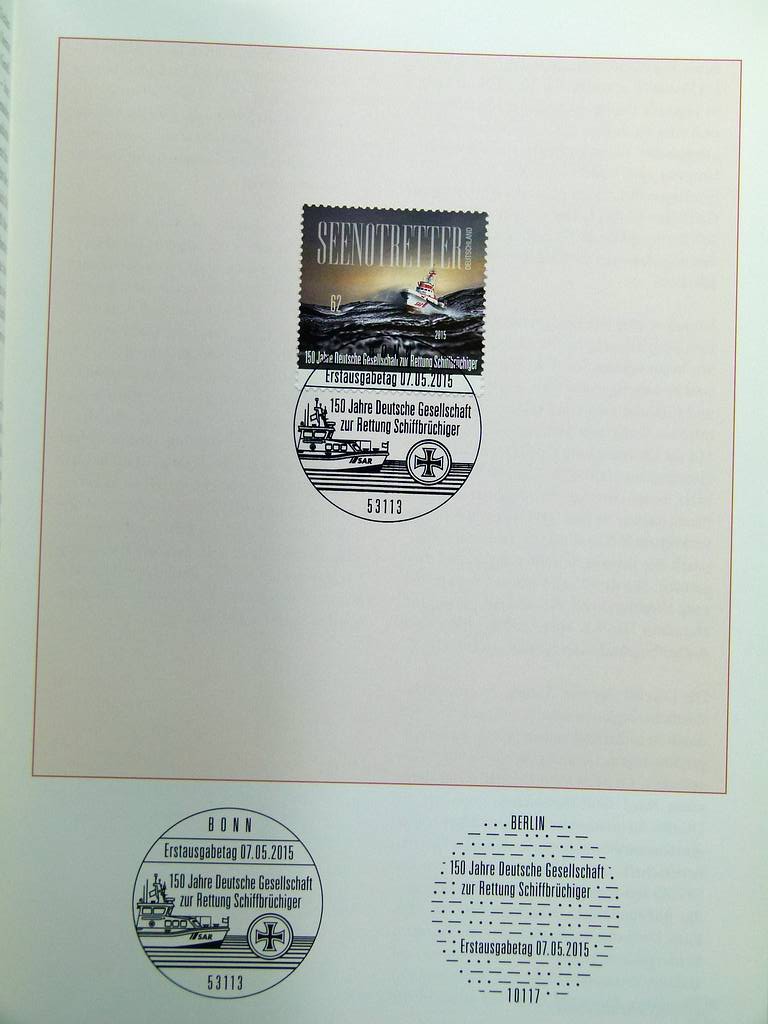 SEENOTRETTER
DEUTSCHLAND
62
2015
150 Jahre Deutsche Gesellschaft zur Rettung Schiffbrüchiger
Erstausgabetag 07.05.2015
150 Jahre Deutsche Gesellschaft
zur Rettung Schiffbrüchiger
SAR
53113
BONN
Erstausgabetag 07.05.2015
150 Jahre Deutsche Gesellschaft
zur Rettung Schiffbrüchiger
SAR
53113
BERLIN
150 Jahre Deutsche Gesellschaft
zur Rettung Schiffbrüchiger
Erstausgabetag 07.05.2015
10117